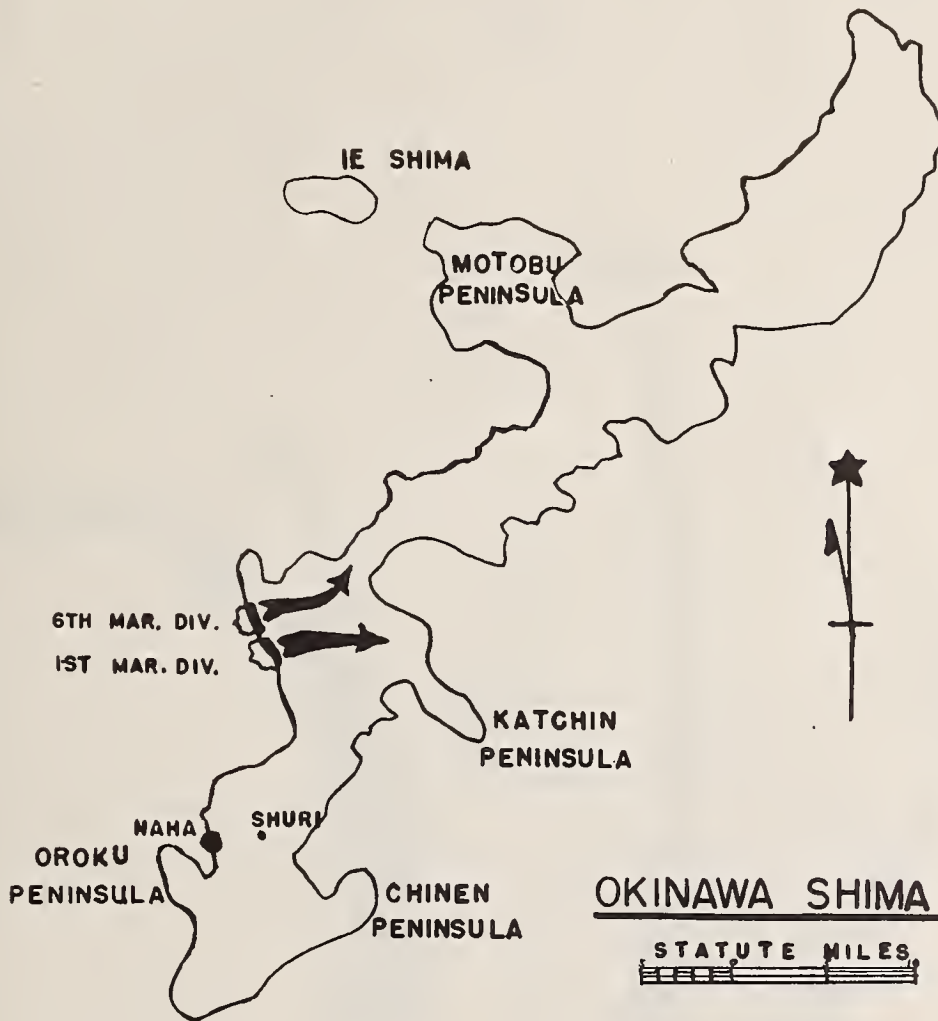 IE SHIMA
MOTOBU
PENINSULA
6TH MAR. DIV.
1ST MAR. DIV.
KATCHIN
PENINSULA
NAHA
SHURI
OROKU
PENINSULA
CHINEN
PENINSULA
OKINAWA SHIMA
STATUTE MILES